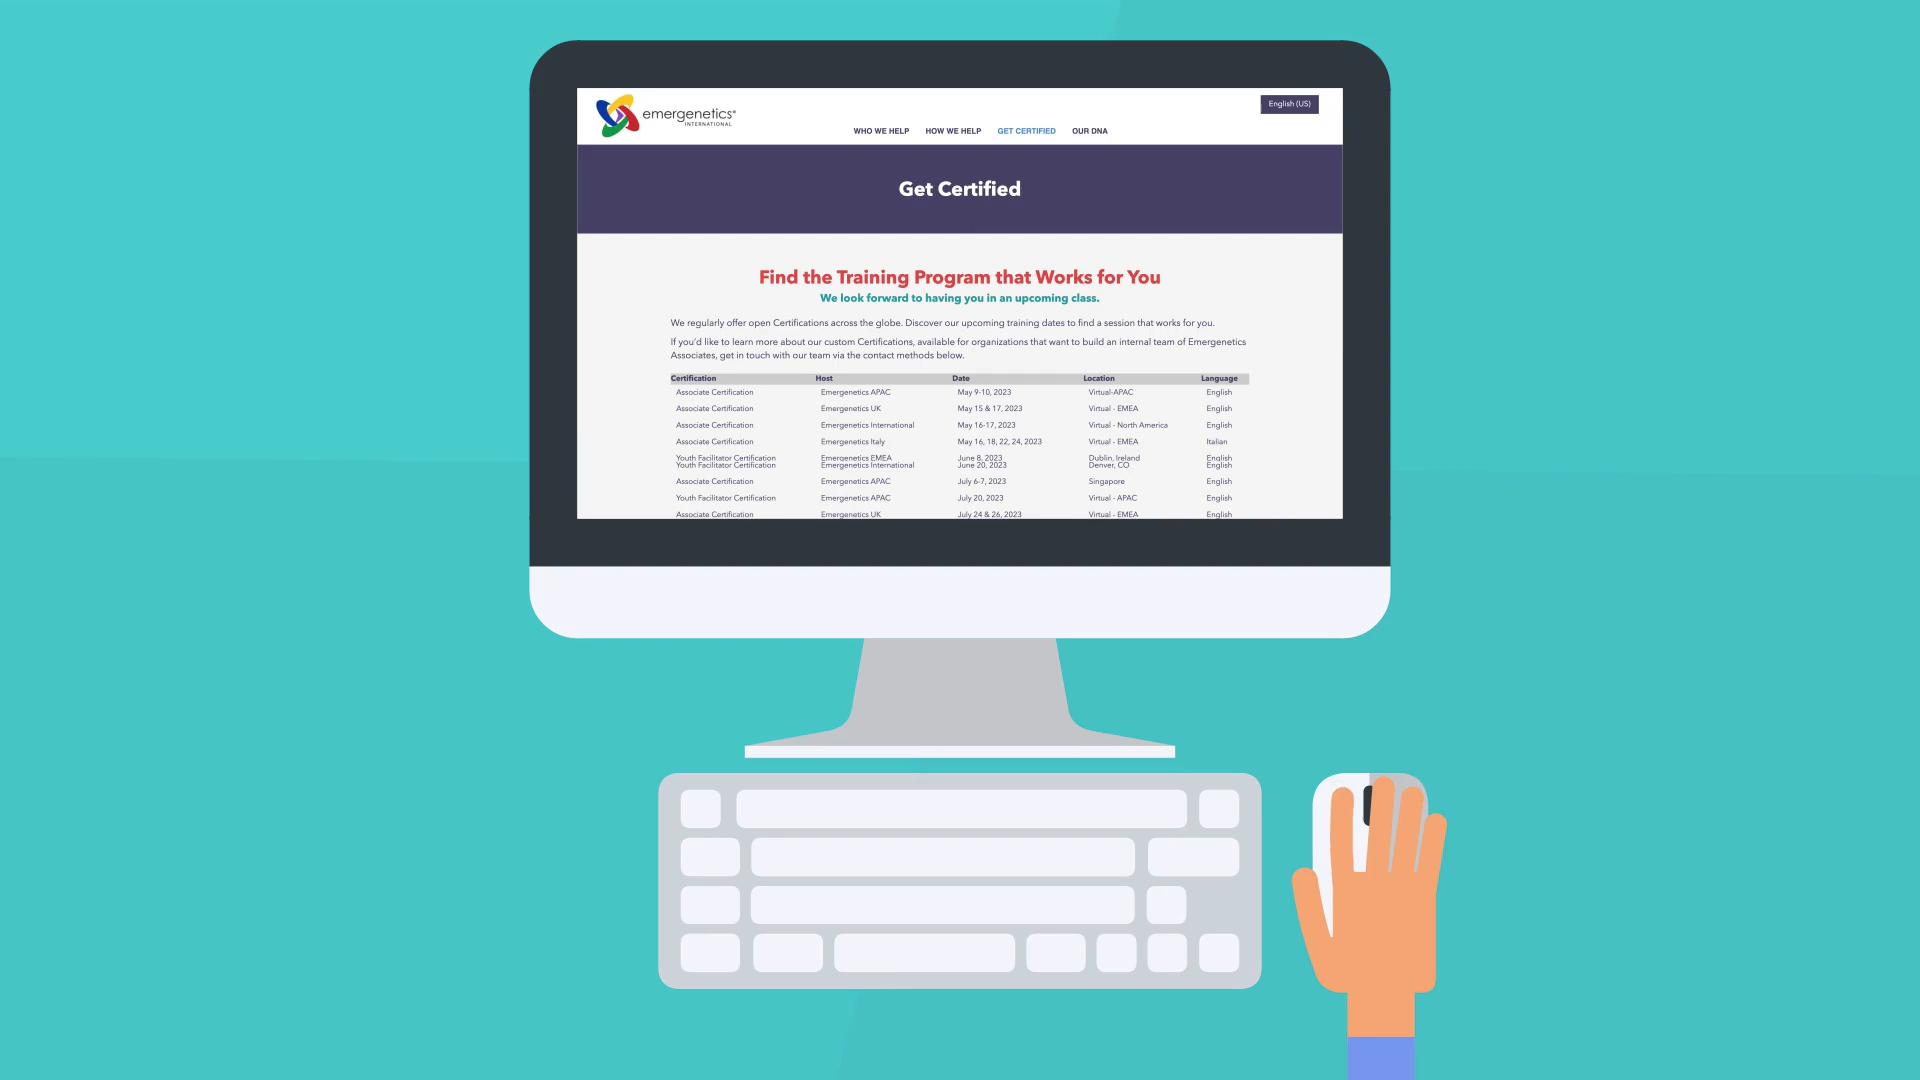 emergenetics®
INTERNATIONAL
English (US)
WHO WE HELP HOW WE HELP GET CERTIFIED OUR DNA
Get Certified
Find the Training Program that Works for You
We look forward to having you in an upcoming class.
We regularly offer open Certifications across the globe. Discover our upcoming training dates to find a session that works for you.
If you'd like to learn more about our custom Certifications, available for organizations that want to build an internal team of Emergenetics
Associates, get in touch with our team via the contact methods below.
Certification Host Date Location Language
Associate Certification Emergenetics APAC May 9-10, 2023 Virtual-APAC English
Associate Certification Emergenetics UK May 15 & 17, 2023 Virtual - EMEA English
Associate Certification Emergenetics International May 16-17, 2023 Virtual - North America English
Associate Certification Emergenetics Italy May 16, 18, 22, 24, 2023 Virtual - EMEA Italian
Youth Facilitator Certification Emergenetics EMEA June 8, 2023 Dublin, Ireland English
Youth Facilitator Certification Emergenetics International June 20, 2023 Denver, CO English
Associate Certification Emergenetics APAC July 6-7, 2023 Singapore English
Youth Facilitator Certification Emergenetics APAC July 20, 2023 Virtual - APAC English
Associate Certification Emergenetics UK July 24 & 26, 2023 Virtual - EMEA English